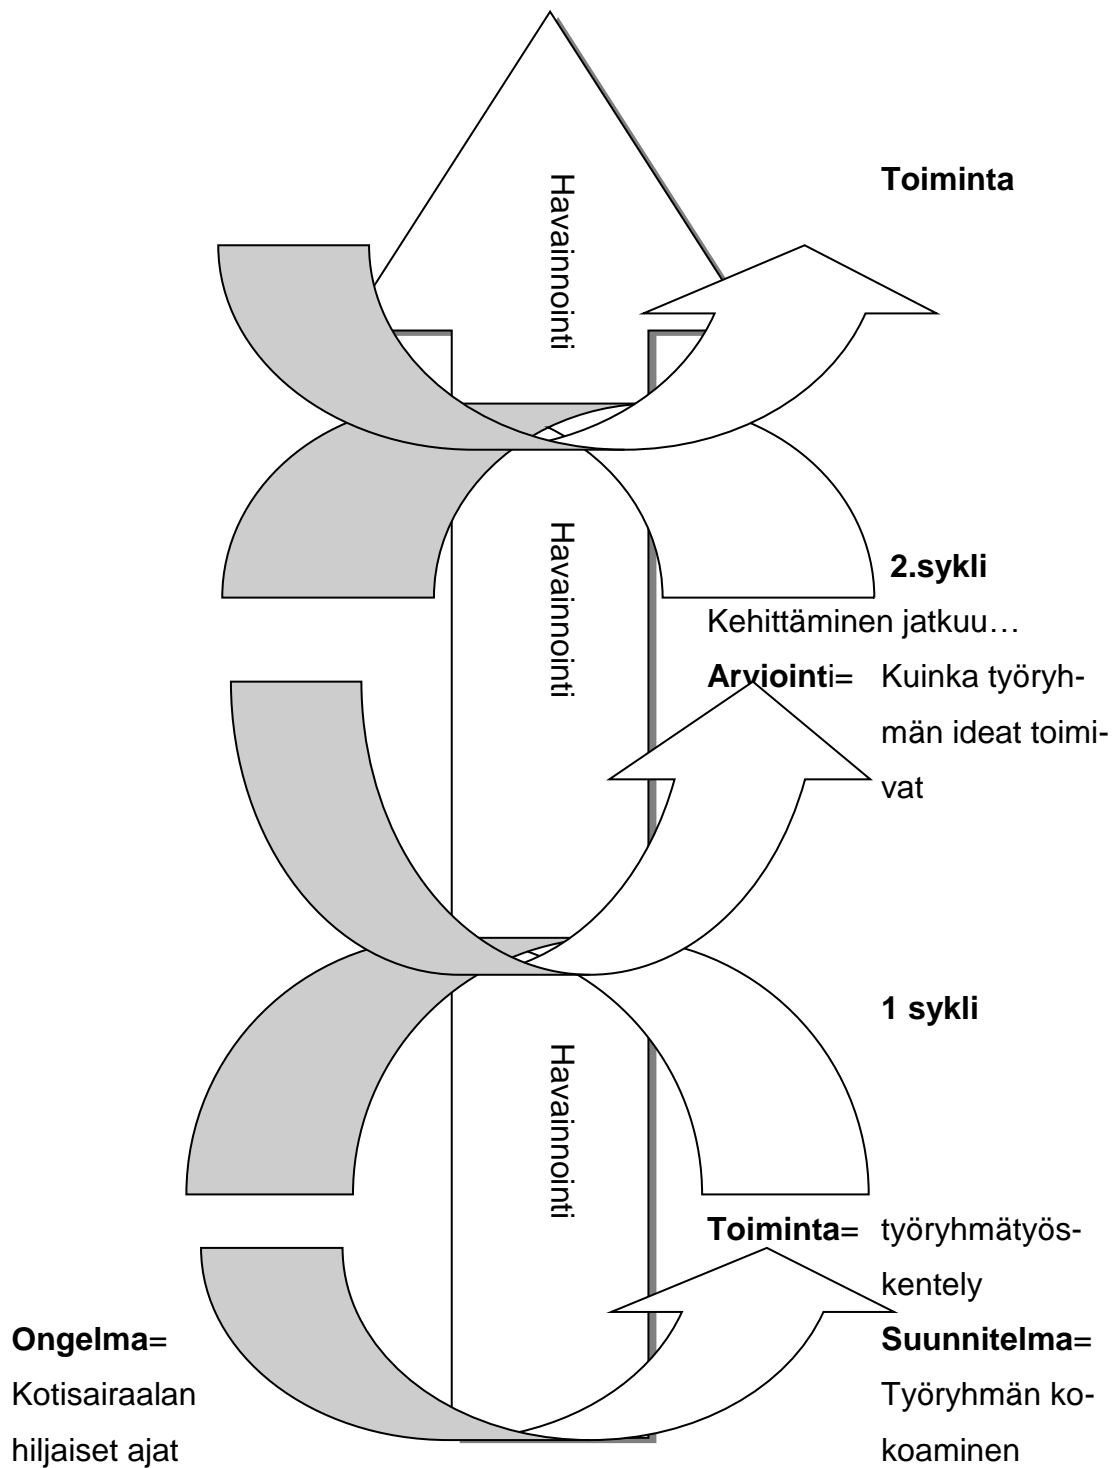 Toiminta
Havainnointi
2.sykli
Havainnointi
Kehittäminen jatkuu…
Arviointi= Kuinka työryh-
män ideat toimi-
vat
1 sykli
Havainnointi
Toiminta= työryhmätyös-
kentely
Ongelma=
Kotisairaalan
hiljaiset ajat
Suunnitelma=
Työryhmän ko-
koaminen